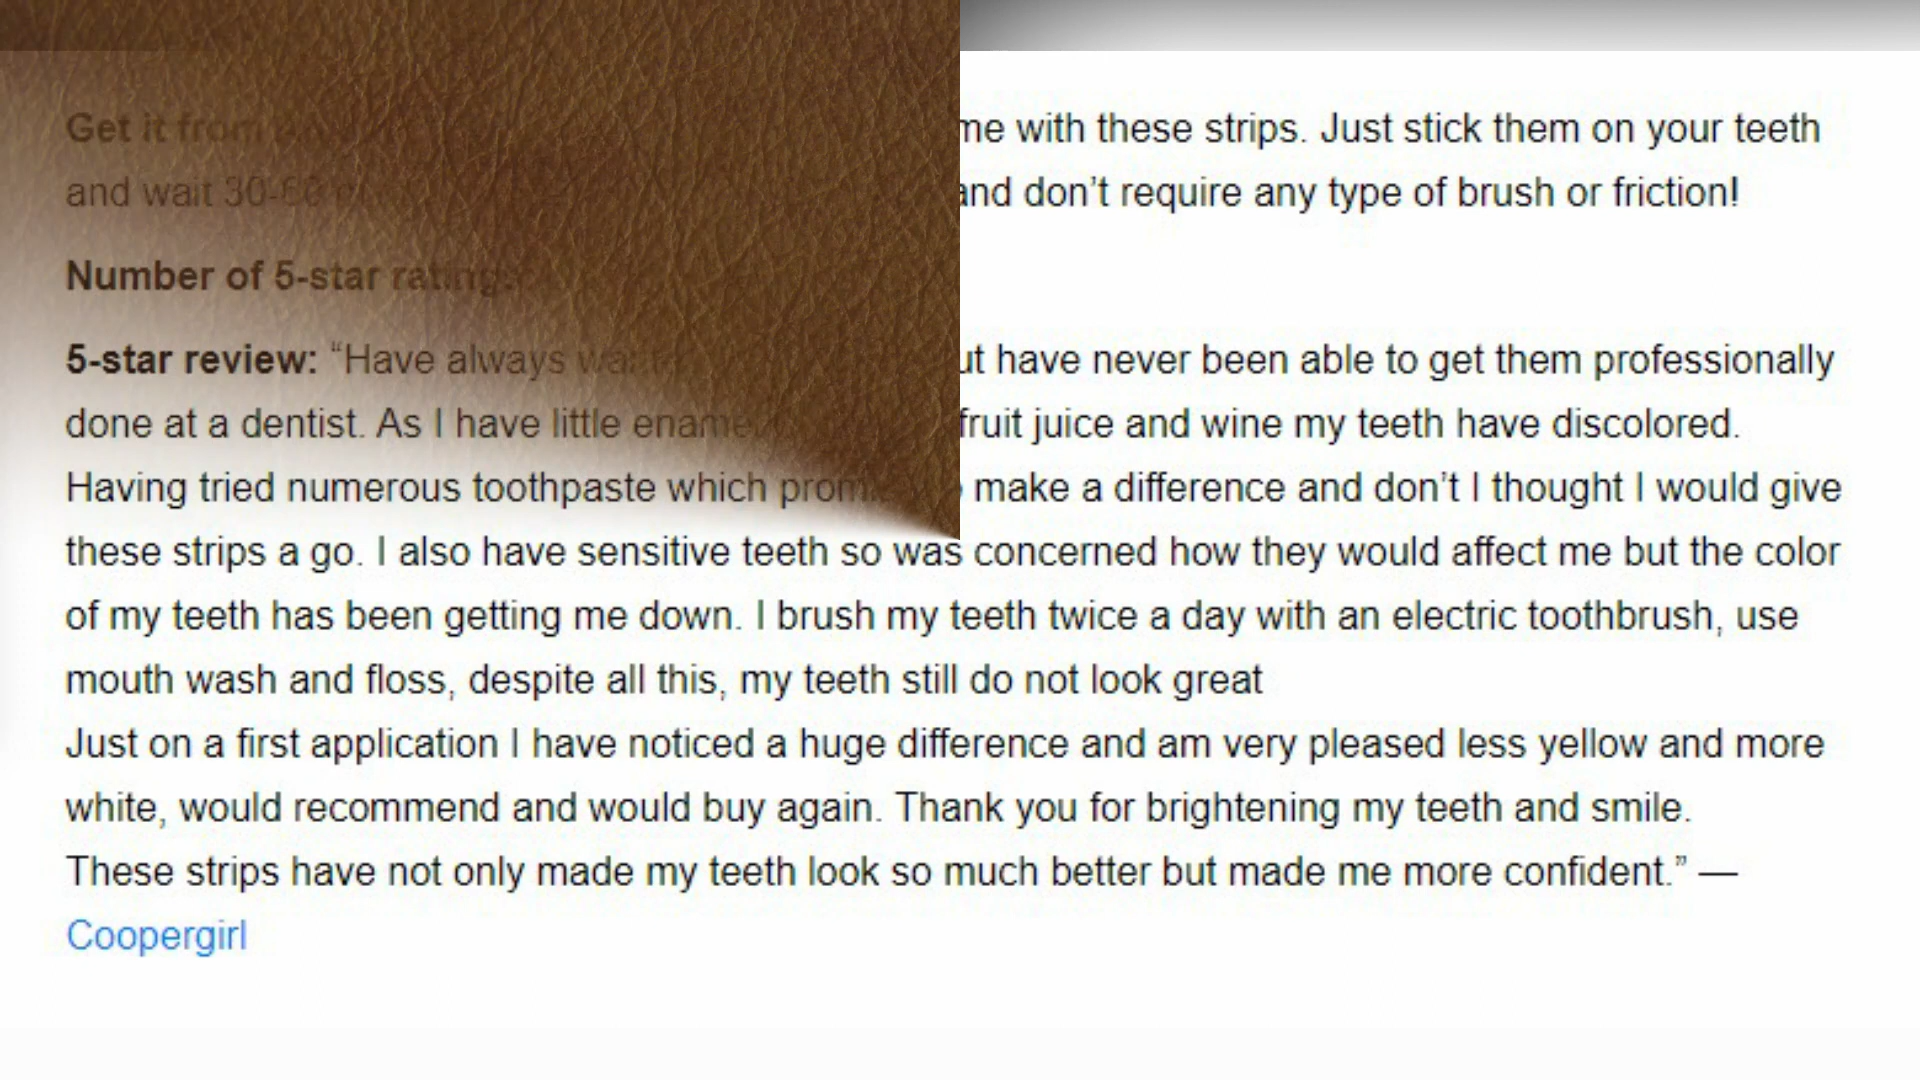 Get it from
me with these strips. Just stick them on your teeth
and wait 30-60
and don’t require any type of brush or friction!
Number of 5-star ratings:
5-star review: “Have always
have never been able to get them professionally
done at a dentist. As I have little enamel
fruit juice and wine my teeth have discolored.
Having tried numerous toothpaste which
make a difference and don’t I thought I would give
these strips a go. I also have sensitive teeth so was concerned how they would affect me but the color
of my teeth has been getting me down. I brush my teeth twice a day with an electric toothbrush, use
mouth wash and floss, despite all this, my teeth still do not look great
Just on a first application I have noticed a huge difference and am very pleased less yellow and more
white, would recommend and would buy again. Thank you for brightening my teeth and smile.
These strips have not only made my teeth look so much better but made me more confident.” —
Coopergirl